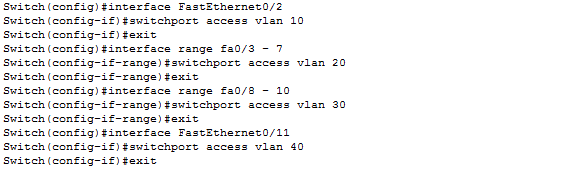 Switch(config)#interface FastEthernet0/2
Switch(config-if)#switchport access vlan 10
Switch(config-if)#exit
Switch(config)#interface range fa0/3 - 7
Switch(config-if-range)#switchport access vlan 20
Switch(config-if-range)#exit
Switch(config)#interface range fa0/8 - 10
Switch(config-if-range)#switchport access vlan 30
Switch(config-if-range)#exit
Switch(config)#interface FastEthernet0/11
Switch(config-if)#switchport access vlan 40
Switch(config-if)#exit